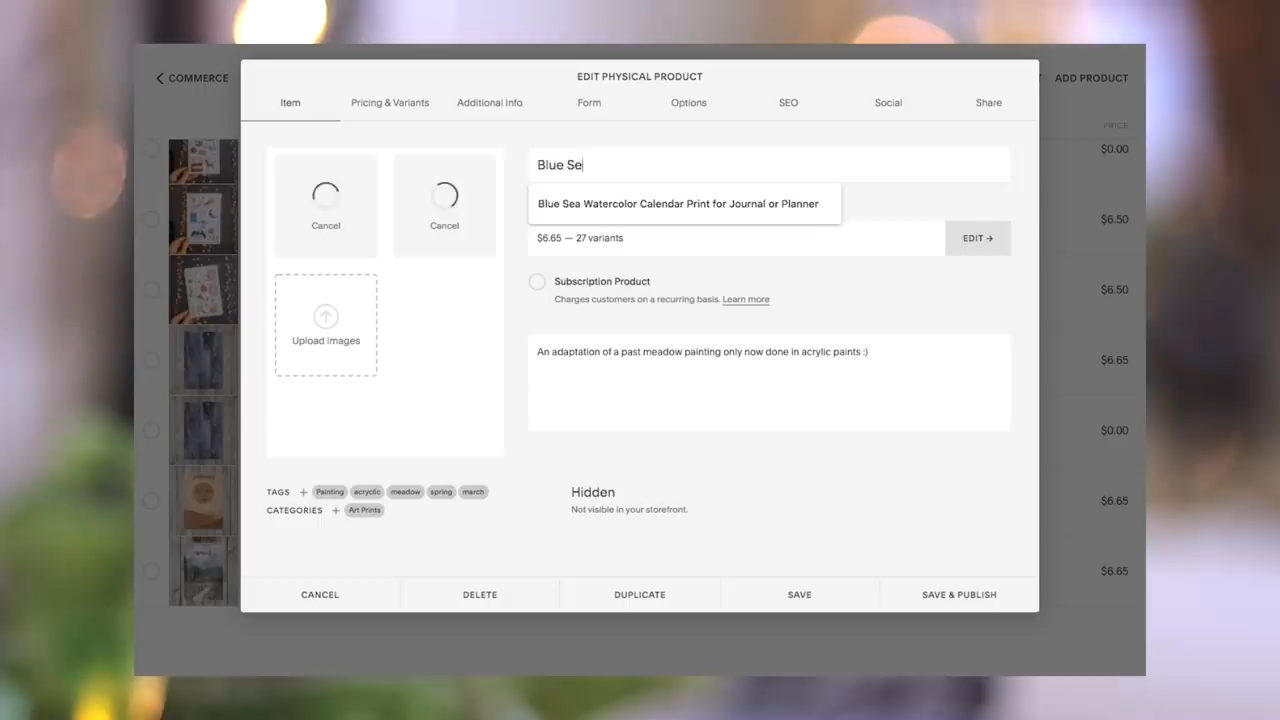 COMMERCE
ADD PRODUCT
EDIT PHYSICAL PRODUCT
Item Pricing & Variants Additional Info Form Options SEO Social Share
PRICE
$0.00
$6.50
$6.50
$6.65
$0.00
$6.65
$6.65
Blue Se
Blue Sea Watercolor Calendar Print for Journal or Planner
Cancel Cancel
$6.65 — 27 variants
EDIT →
Subscription Product
Charges customers on a recurring basis. Learn more
Upload images
An adaptation of a past meadow painting only now done in acrylic paints :)
TAGS + Painting acryclic meadow spring march
CATEGORIES + Art Prints
Hidden
Not visible in your storefront.
CANCEL DELETE DUPLICATE SAVE SAVE & PUBLISH